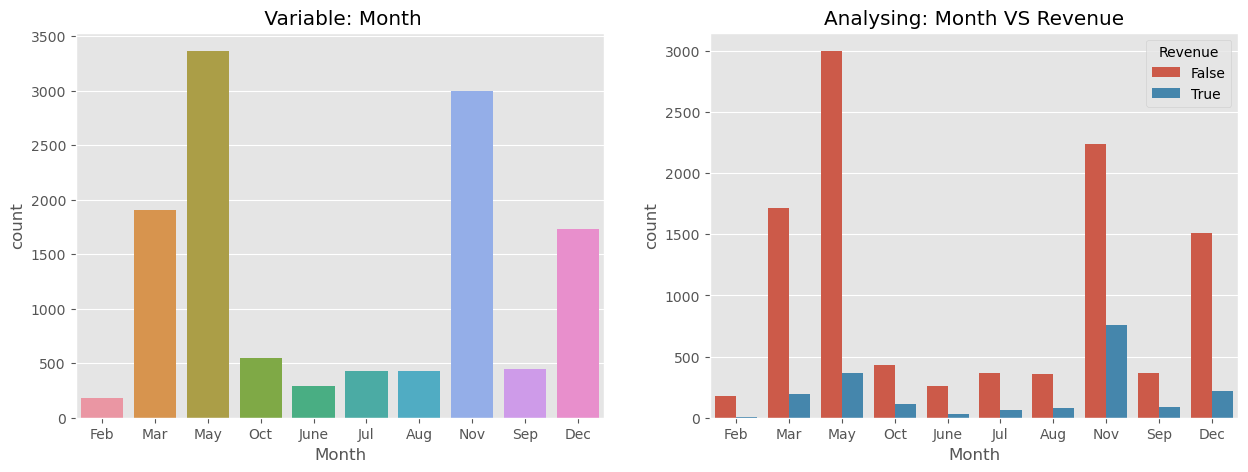 Variable: Month
3500
3000
2500
2000
1500
1000
500
0
count
Feb Mar May Oct June Jul Aug Nov Sep Dec
Month
Analysing: Month VS Revenue
Revenue
False
True
3000
2500
2000
1500
1000
500
0
count
Feb Mar May Oct June Jul Aug Nov Sep Dec
Month